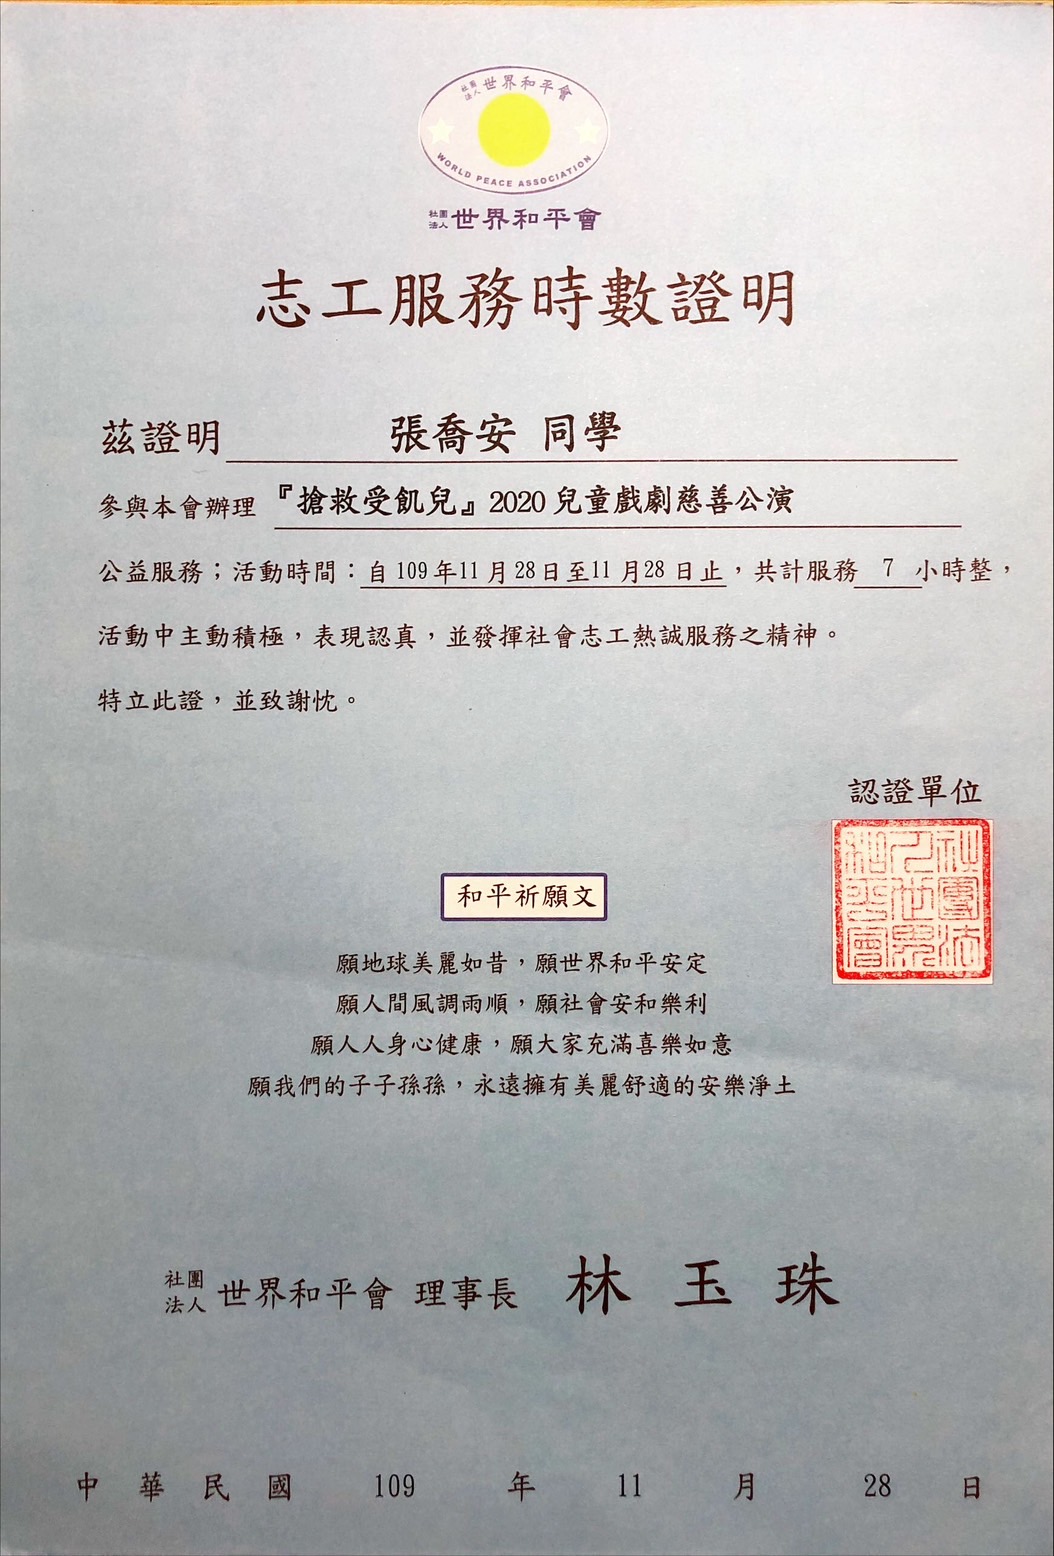 社團法人 世界和平會
WORLD PEACE ASSOCIATION
社團法人 世界和平會
志工服務時數證明
茲證明 張喬安 同學
參與本會辦理 『搶救受飢兒』2020 兒童戲劇慈善公演
公益服務；活動時間：自 109 年11 月 28 日至11 月28 日止，共計服務 7 小時整，
活動中主動積極，表現認真，並發揮社會志工熱誠服務之精神。
特立此證，並致謝忱。
認證單位
社團法人世界和平會
和平祈願文
願地球美麗如昔，願世界和平安定
願人間風調雨順，願社會安和樂利
願人人身心健康，願大家充滿喜樂如意
願我們的子子孫孫，永遠擁有美麗舒適的安樂淨土
社團法人 世界和平會 理事長 林玉珠
中華民國 109 年 11 月 28 日